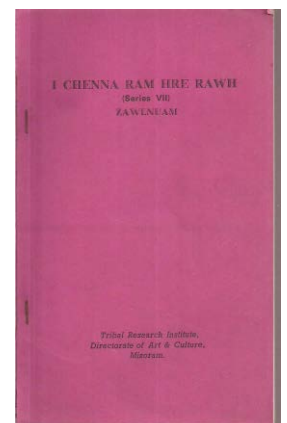 I CHENNA RAM HRE RAWH
(Series VII)
ZAWLNUAM
Tribal Research Institute,
Directorate of Art & Culture,
Mizoram.